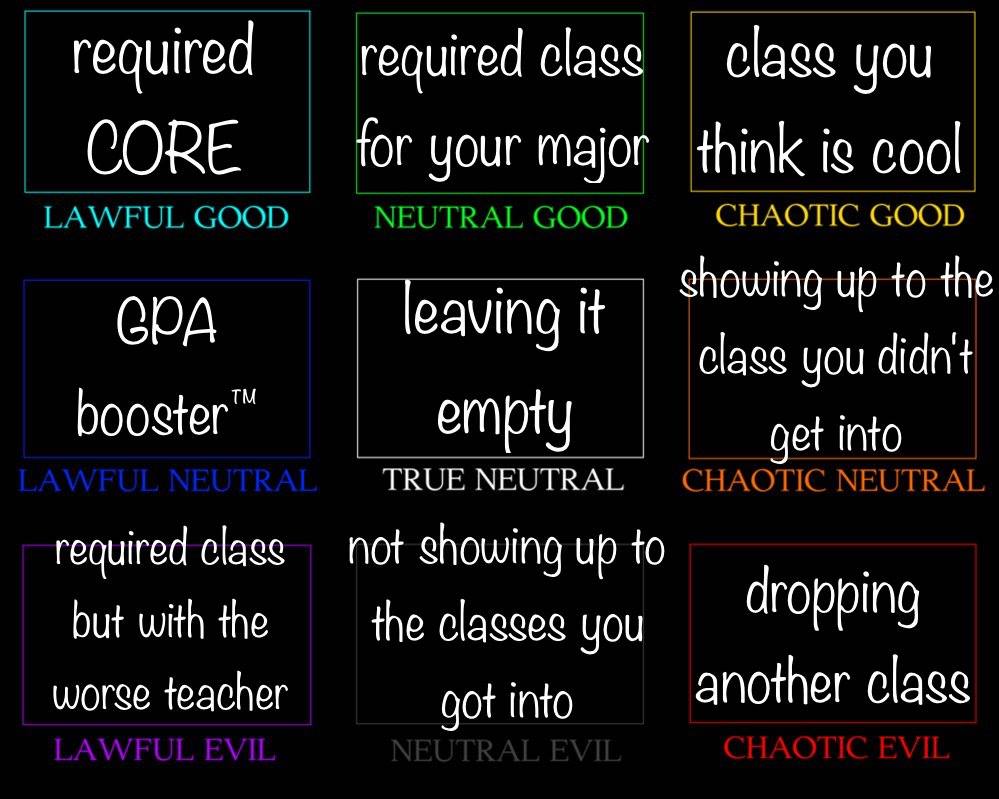 required
CORE
LAWFUL GOOD
required class
for your major
NEUTRAL GOOD
class you
think is cool
CHAOTIC GOOD
GPA
booster™
LAWFUL NEUTRAL
leaving it
empty
TRUE NEUTRAL
showing up to the
class you didn't
get into
CHAOTIC NEUTRAL
required class
but with the
worse teacher
LAWFUL EVIL
not showing up to
the classes you
got into
NEUTRAL EVIL
dropping
another class
CHAOTIC EVIL